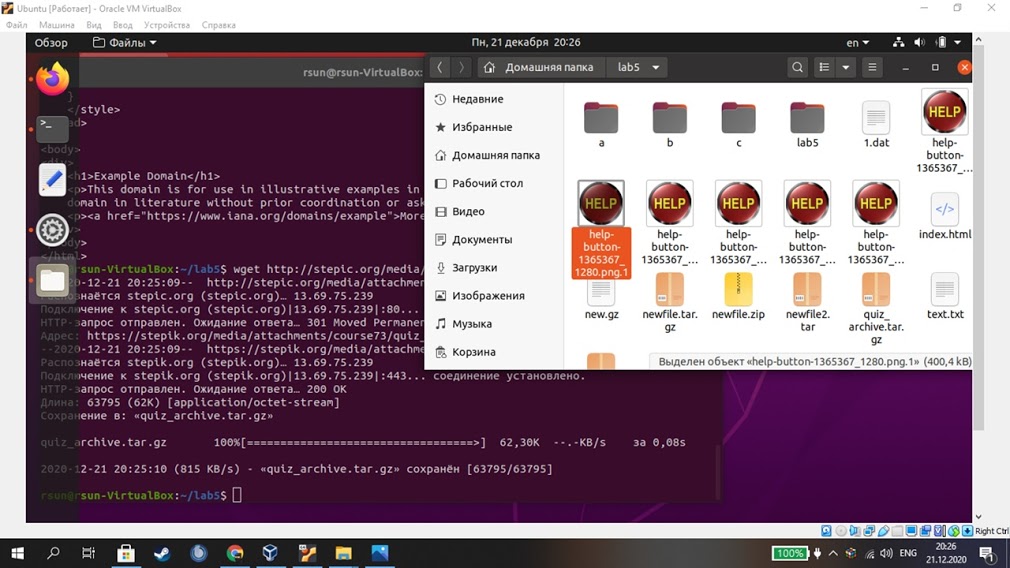 Ubuntu [Работает] - Oracle VM VirtualBox
Файл Машина Вид Ввод Устройства Справка
Обзор Файлы Пн, 21 декабря 20:26 en
rsun@rsun-VirtualBox:
Домашняя папка lab5
}
</style>
ad>
<body>
<div>
<h1>Example Domain</h1>
<p>This domain is for use in illustrative examples in
domain in literature without prior coordination or ask
<p><a href="https://www.iana.org/domains/example">More
</body>
</html>
rsun-VirtualBox:~/lab5$ wget http://stepic.org/media/
-12-21 20:25:09-- http://stepic.org/media/attachmen
Распознаётся stepic.org (stepic.org)… 13.69.75.239
Подключение к stepic.org (stepic.org)|13.69.75.239|:80...
HTTP-запрос отправлен. Ожидание ответа… 301 Moved Permanen
Адрес: https://stepik.org/media/attachments/course73/quiz_
--2020-12-21 20:25:09-- https://stepik.org/media/attachme
Распознаётся stepik.org (stepik.org)… 13.69.75.239
Подключение к stepik.org (stepik.org)|13.69.75.239|:443... соединение установлено.
HTTP-запрос отправлен. Ожидание ответа… 200 OK
Длина: 63795 (62K) [application/octet-stream]
Сохранение в: «quiz_archive.tar.gz»
quiz_archive.tar.gz 100%[==================================>] 62,30K --.-KB/s за 0,08s
2020-12-21 20:25:10 (815 KB/s) - «quiz_archive.tar.gz» сохранён [63795/63795]
rsun@rsun-VirtualBox:~/lab5$
Недавние
Избранные
Домашняя папка
Рабочий стол
Видео
Документы
Загрузки
Изображения
Музыка
Корзина
HELP
a b c lab5 1.dat help-
button-
1365367_…
HELP HELP HELP HELP HELP
help-
button-
1365367_
1280.png.1
help-
button-
1365367_…
help-
button-
1365367_…
help-
button-
1365367_…
help-
button-
1365367_…
index.html
new.gz
newfile.tar.
gz
newfile.zip
newfile2.
tar
quiz_
archive.tar.
gz
text.txt
Выделен объект «help-button-1365367_1280.png.1» (400,4 kB)
Right Ctrl
100% ENG 20:26
21.12.2020
1